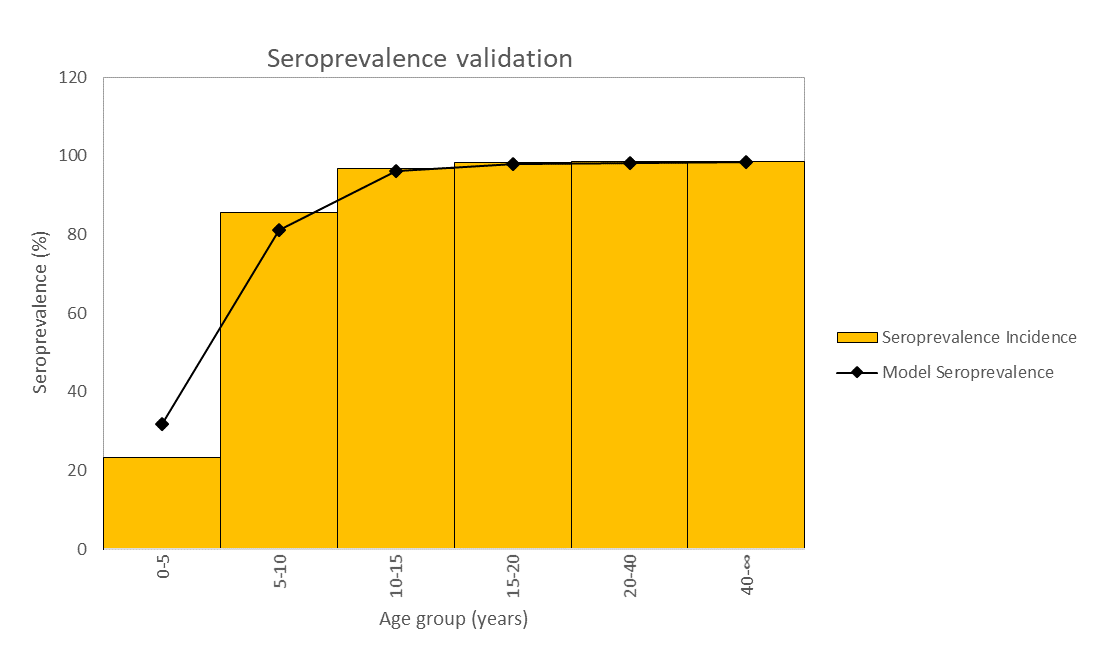 Seroprevalence validation
120
100
80
60
40
20
0
Seroprevalence (%)
0-5
5-10
10-15
15-20
20-40
40-∞
Age group (years)
Seroprevalence Incidence
Model Seroprevalence